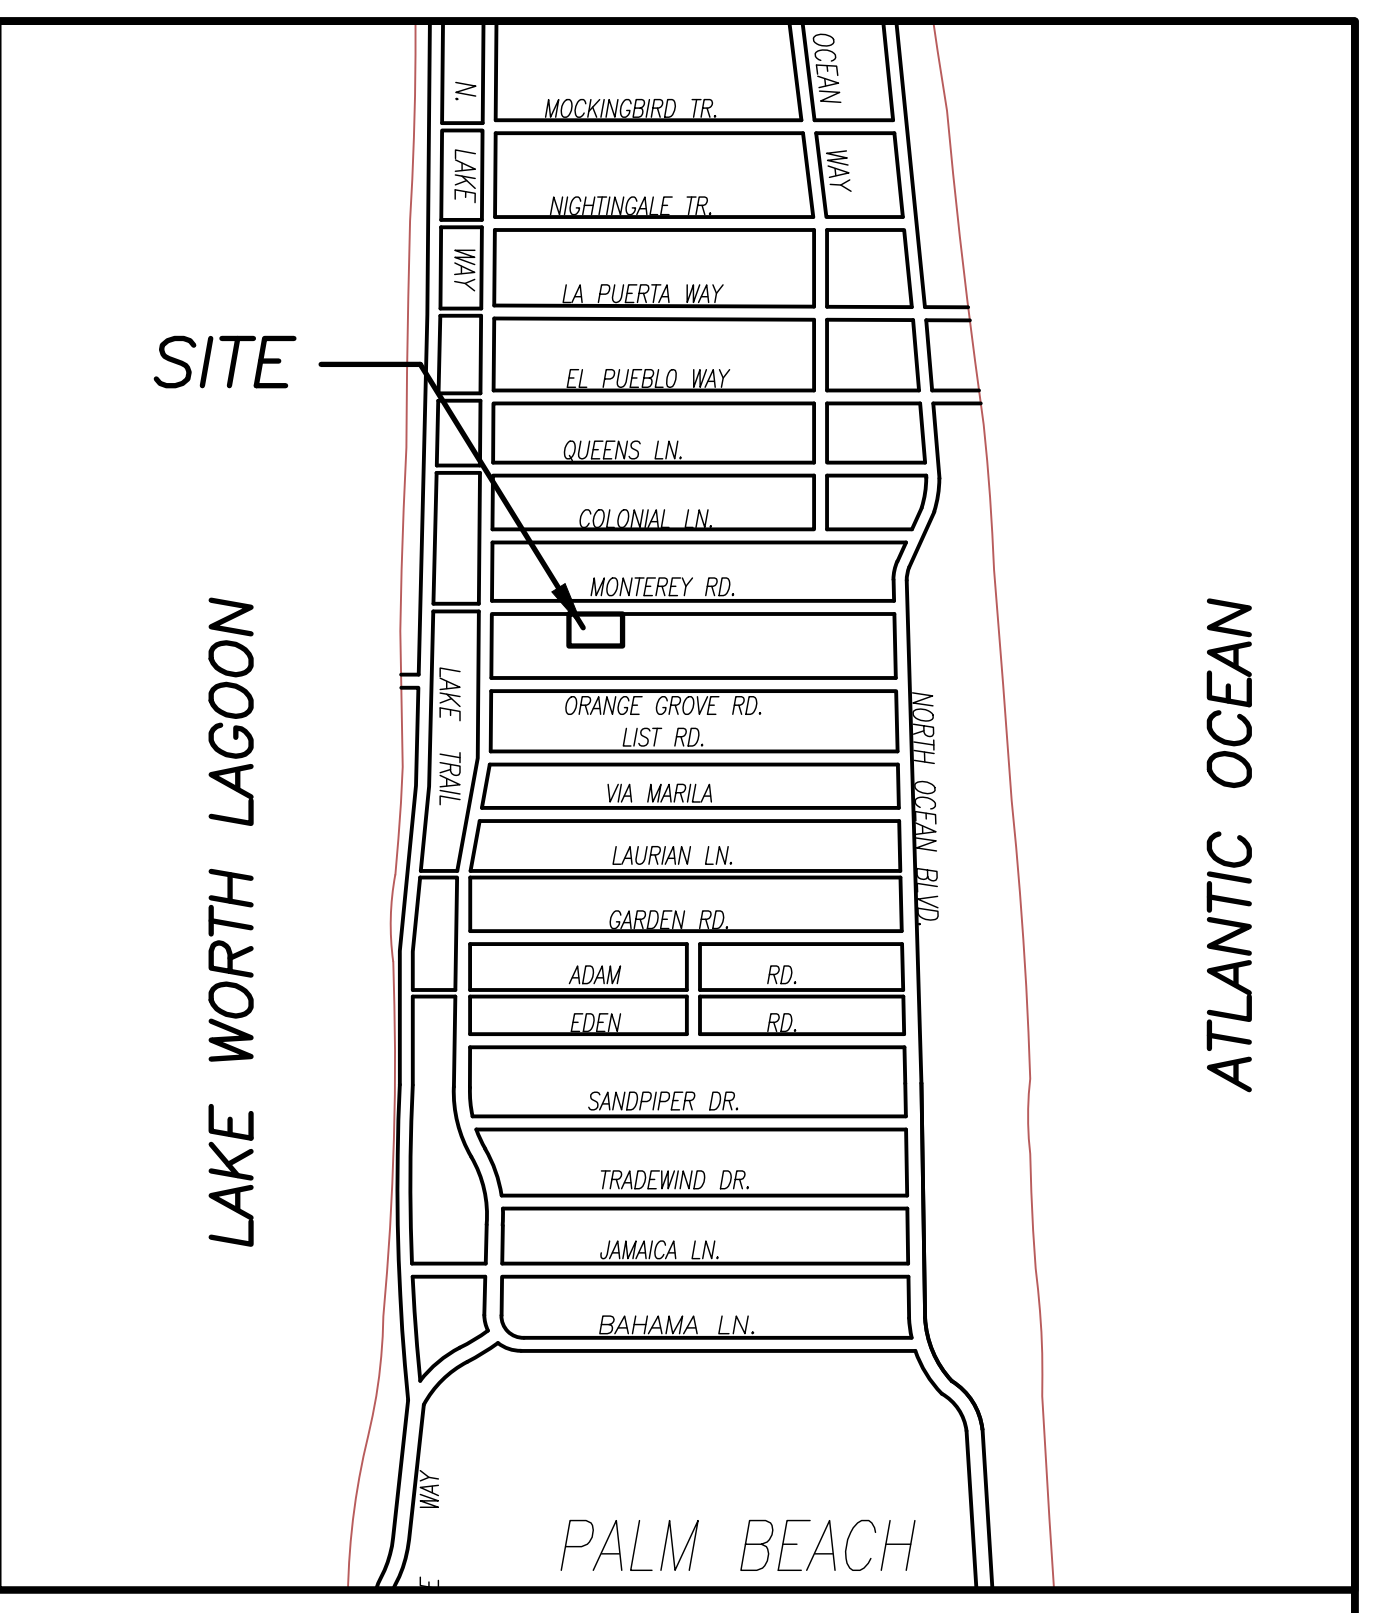 OCEAN WAY
N. LAKE WAY
MOCKINGBIRD TR.
NIGHTINGALE TR.
LA PUERTA WAY
SITE
EL PUEBLO WAY
QUEENS LN.
COLONIAL LN.
MONTEREY RD.
LAKE WORTH LAGOON
ATLANTIC OCEAN
LAKE TRAIL
NORTH OCEAN BLVD.
ORANGE GROVE RD.
LIST RD.
VIA MARILA
LAURIAN LN.
GARDEN RD.
ADAM RD.
EDEN RD.
SANDPIPER DR.
TRADEWIND DR.
JAMAICA LN.
BAHAMA LN.
WAY
PALM BEACH